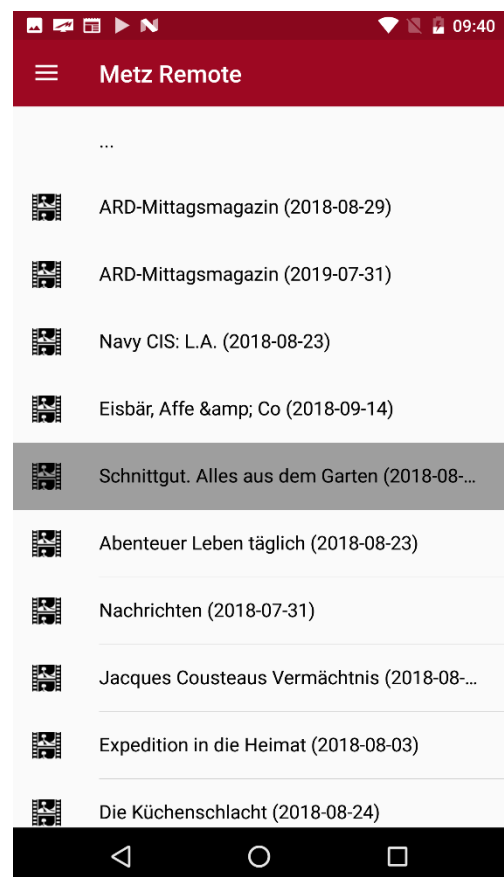 09:40
Metz Remote
...
ARD-Mittagsmagazin (2018-08-29)
ARD-Mittagsmagazin (2019-07-31)
Navy CIS: L.A. (2018-08-23)
Eisbär, Affe &amp; Co (2018-09-14)
Schnittgut. Alles aus dem Garten (2018-08-...
Abenteuer Leben täglich (2018-08-23)
Nachrichten (2018-07-31)
Jacques Cousteaus Vermächtnis (2018-08-...
Expedition in die Heimat (2018-08-03)
Die Küchenschlacht (2018-08-24)